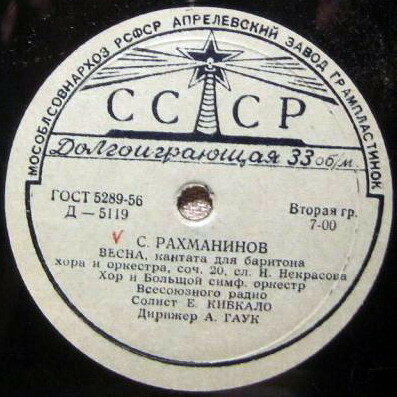 МОСОБЛСОВНАРХОЗ РСФСР АПРЕЛЕВСКИЙ ЗАВОД ГРАМПЛАСТИНОК
СССР
Долгоиграющая 33 об/м.
ГОСТ 5289-56
Д — 5119
Вторая гр.
7-00
С. РАХМАНИНОВ
ВЕСНА, кантата для баритона
хора и оркестра, соч. 20, сл. Н. Некрасова
Хор и Большой симф. оркестр
Всесоюзного радио
Солист Е. КИБКАЛО
Дирижер А. ГАУК